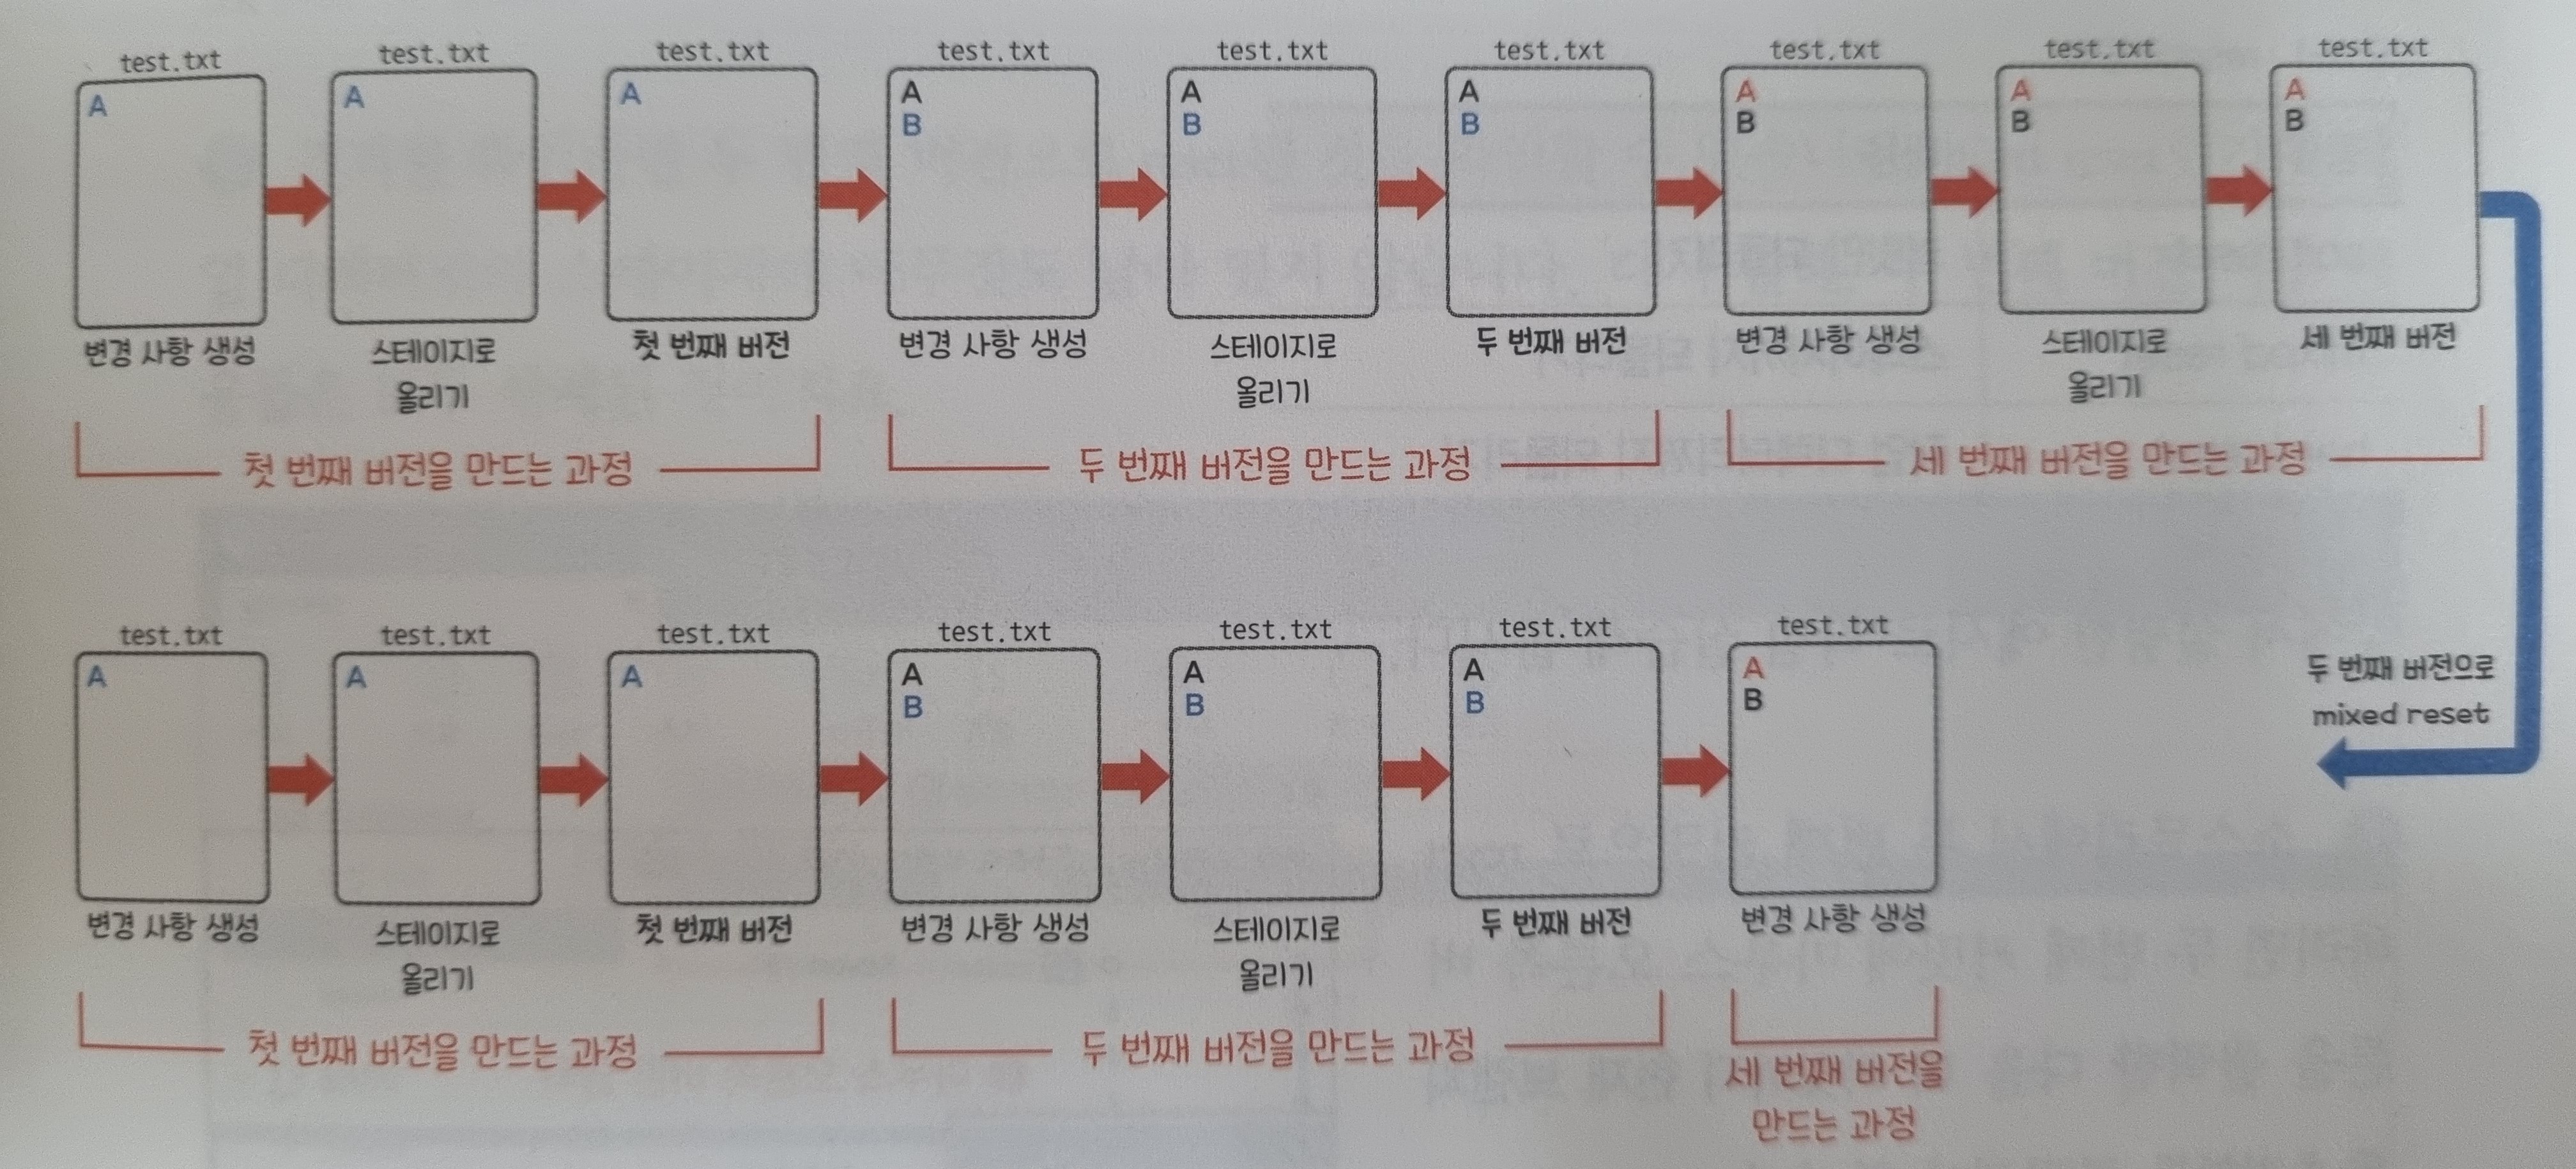 test.txt test.txt test.txt test.txt test.txt test.txt test.txt test.txt test.txt
A A A A A A A A A
B B B B B B
변경 사항 생성 스테이지로 첫 번째 버전 변경 사항 생성 스테이지로 두 번째 버전 변경 사항 생성 스테이지로 세 번째 버전
올리기 올리기 올리기
첫 번째 버전을 만드는 과정 두 번째 버전을 만드는 과정 세 번째 버전을 만드는 과정
두 번째 버전으로
mixed reset
test.txt test.txt test.txt test.txt test.txt test.txt test.txt
A A A A A A A
B B B B
변경 사항 생성 스테이지로 첫 번째 버전 변경 사항 생성 스테이지로 두 번째 버전 변경 사항 생성
올리기 올리기
첫 번째 버전을 만드는 과정 두 번째 버전을 만드는 과정 세 번째 버전을
만드는 과정